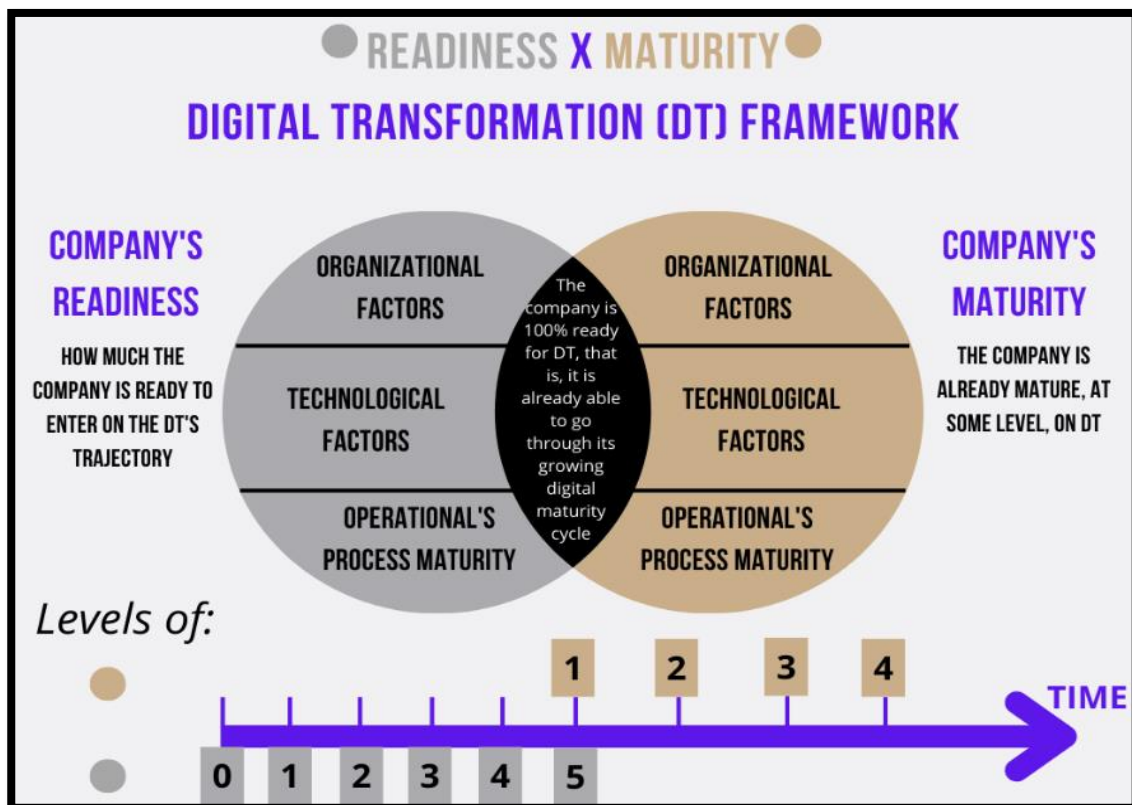 READINESS X MATURITY
DIGITAL TRANSFORMATION (DT) FRAMEWORK
COMPANY'S
READINESS
HOW MUCH THE
COMPANY IS READY TO
ENTER ON THE DT'S
TRAJECTORY
ORGANIZATIONAL
FACTORS
TECHNOLOGICAL
FACTORS
OPERATIONAL'S
PROCESS MATURITY
The
company is
100% ready
for DT, that
is, it is
already able
to go
through its
growing
digital
maturity
cycle
ORGANIZATIONAL
FACTORS
TECHNOLOGICAL
FACTORS
OPERATIONAL'S
PROCESS MATURITY
COMPANY'S
MATURITY
THE COMPANY IS
ALREADY MATURE, AT
SOME LEVEL, ON DT
Levels of:
1 2 3 4
TIME
0 1 2 3 4 5